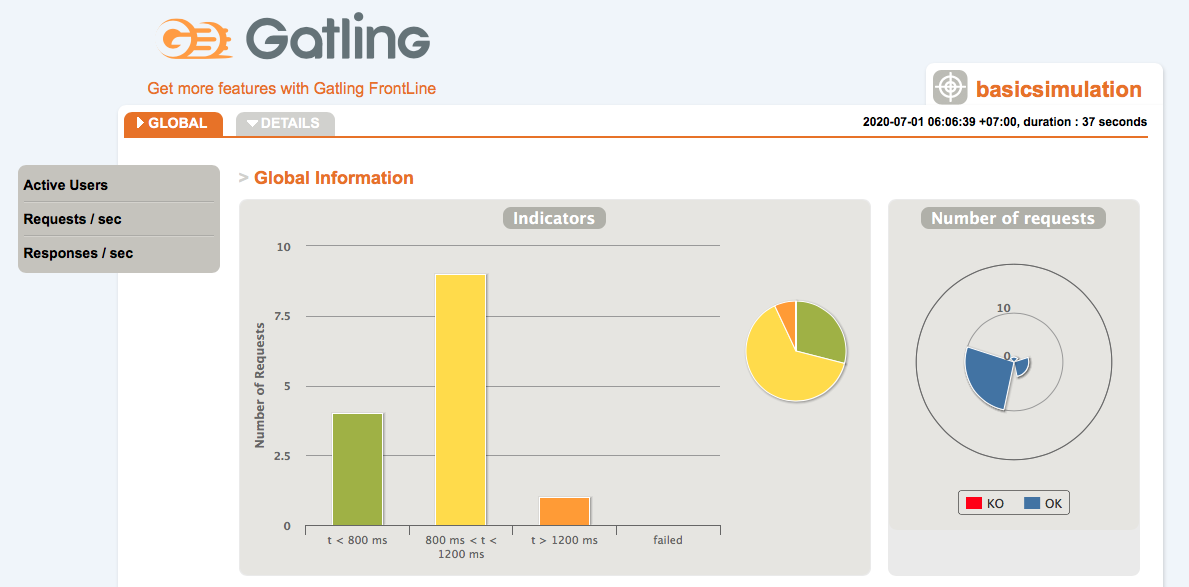 Gatling
Get more features with Gatling FrontLine
basicsimulation
GLOBAL
DETAILS
2020-07-01 06:06:39 +07:00, duration : 37 seconds
Active Users
Requests / sec
Responses / sec
> Global Information
Indicators
Number of Requests
10
7.5
5
2.5
0
t < 800 ms
800 ms < t <
1200 ms
t > 1200 ms
failed
Number of requests
10
0
KO
OK